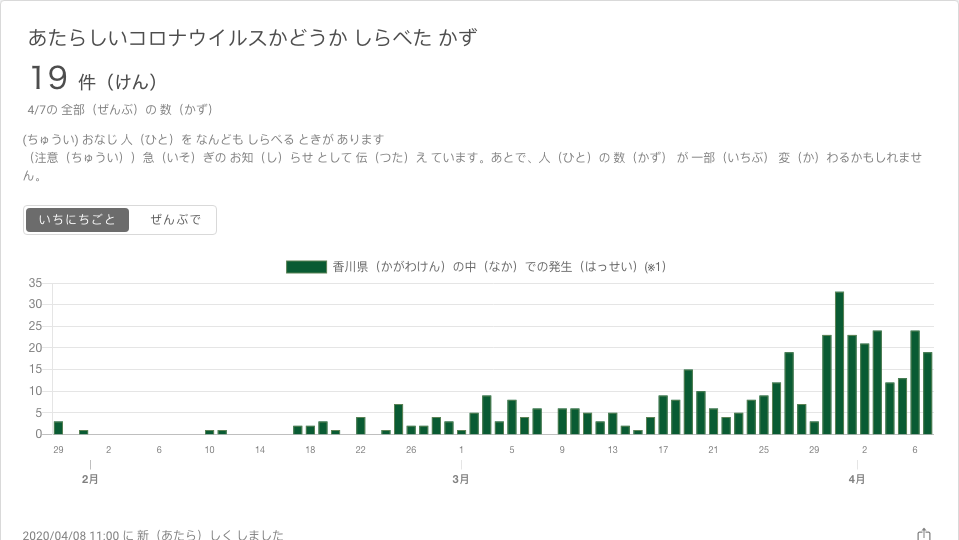 あたらしいコロナウイルスかどうか しらべた かず
19 件（けん）
4/7の 全部（ぜんぶ）の 数（かず）
(ちゅうい) おなじ 人（ひと）を なんども しらべる ときが あります
（注意（ちゅうい））急（いそ）ぎの お知（し）らせ として 伝（つた）え ています。あとで、人（ひと）の 数（かず） が 一部（いちぶ） 変（か）わるかもしれませ
ん。
いちにちごと ぜんぶで
香川県（かがわけん）の中（なか）での発生（はっせい）(※1)
35
30
25
20
15
10
5
0
29 2 6 10 14 18 22 26 1 5 9 13 17 21 25 29 2 6
2月 3月 4月
2020/04/08 11:00 に 新（あたら）しく しました